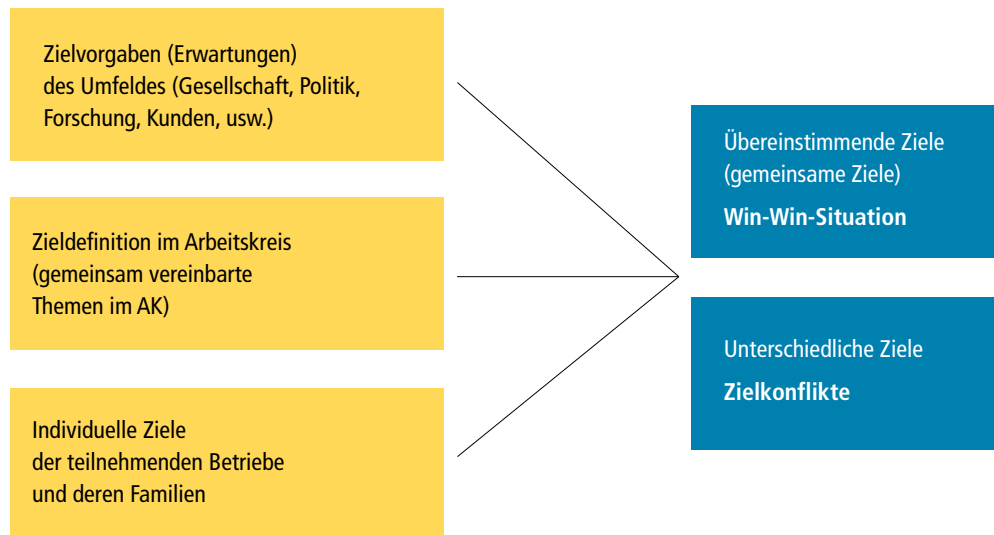 Zielvorgaben (Erwartungen)
des Umfeldes (Gesellschaft, Politik,
Forschung, Kunden, usw.)
Zieldefinition im Arbeitskreis
(gemeinsam vereinbarte
Themen im AK)
Individuelle Ziele
der teilnehmenden Betriebe
und deren Familien
Übereinstimmende Ziele
(gemeinsame Ziele)
Win-Win-Situation
Unterschiedliche Ziele
Zielkonflikte